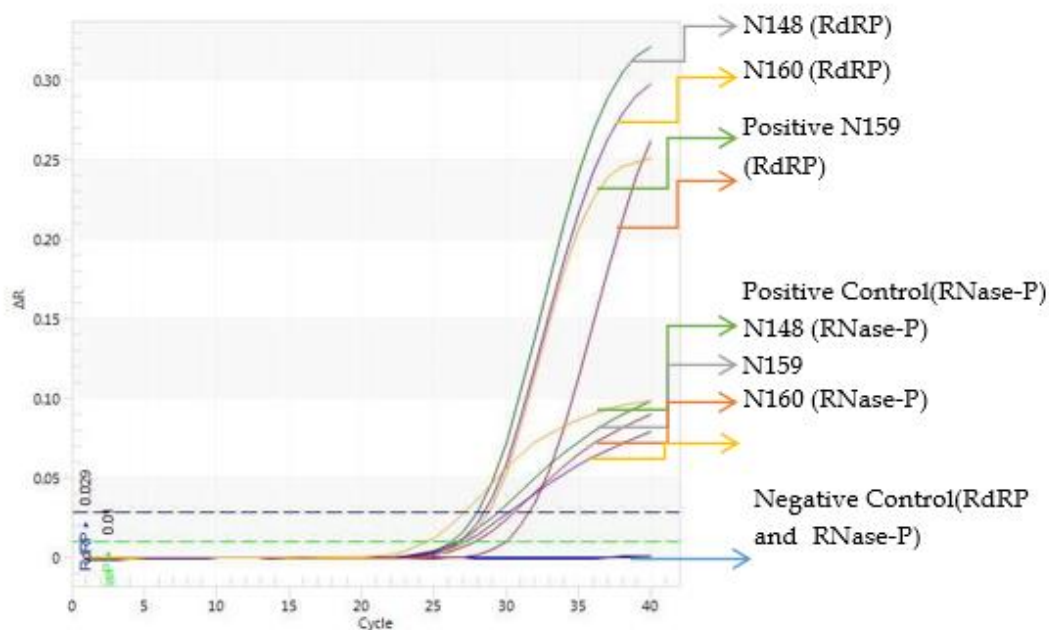 N148 (RdRP)
N160 (RdRP)
Positive N159
(RdRP)
Positive Control(RNase-P)
N148 (RNase-P)
N159
N160 (RNase-P)
Negative Control(RdRP
and RNase-P)
ΔR
0.30
0.25
0.20
0.15
0.10
0.05
0
RdRP 0.029
0.01
0 5 10 15 20 25 30 35 40
Cycle